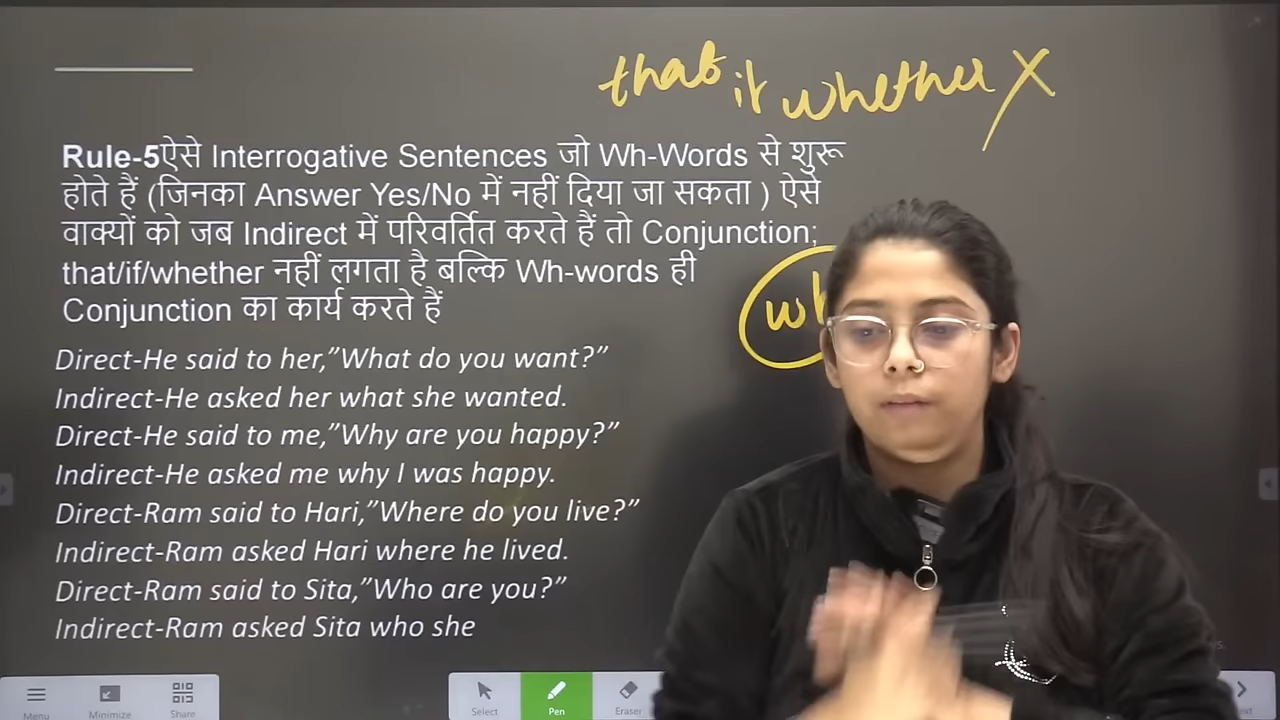 that if whether X
Rule-5ऐसे Interrogative Sentences जो Wh-Words से शुरू
होते हैं (जिनका Answer Yes/No में नहीं दिया जा सकता ) ऐसे
वाक्यों को जब Indirect में परिवर्तित करते हैं तो Conjunction;
that/if/whether नहीं लगता है बल्कि Wh-words ही
Conjunction का कार्य करते हैं
wh
Direct-He said to her,”What do you want?”
Indirect-He asked her what she wanted.
Direct-He said to me,”Why are you happy?”
Indirect-He asked me why I was happy.
Direct-Ram said to Hari,”Where do you live?”
Indirect-Ram asked Hari where he lived.
Direct-Ram said to Sita,”Who are you?”
Indirect-Ram asked Sita who she
Menu Minimize Share Select Pen Eraser